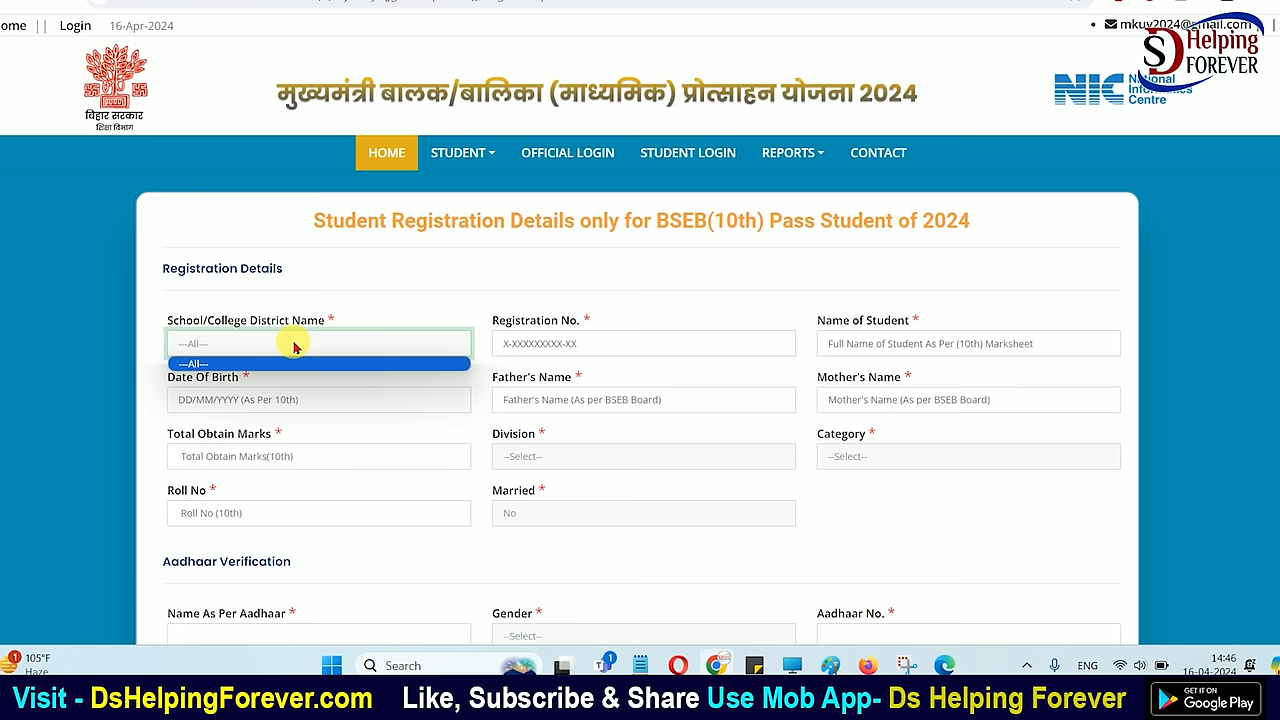 ome || Login 16-Apr-2024
• mkuy2024@gmail.com |
DS Helping FOREVER
बिहार सरकार
शिक्षा विभाग
मुख्यमंत्री बालक/बालिका (माध्यमिक) प्रोत्साहन योजना 2024
NIC National Informatics Centre
HOME STUDENT OFFICIAL LOGIN STUDENT LOGIN REPORTS CONTACT
Student Registration Details only for BSEB(10th) Pass Student of 2024
Registration Details
School/College District Name * Registration No. * Name of Student *
---All--- X-XXXXXXXXX-XX Full Name of Student As Per (10th) Marksheet
---All---
Date Of Birth * Father's Name * Mother's Name *
DD/MM/YYYY (As Per 10th) Father's Name (As per BSEB Board) Mother's Name (As per BSEB Board)
Total Obtain Marks * Division * Category *
Total Obtain Marks(10th) --Select-- --Select--
Roll No * Married *
Roll No (10th) No
Aadhaar Verification
Name As Per Aadhaar * Gender * Aadhaar No. *
--Select--
1 105°F Search 1 ENG 14:46
Haze 16-04-2024
Visit - DsHelpingForever.com Like, Subscribe & Share Use Mob App- Ds Helping Forever GET IT ON Google Play